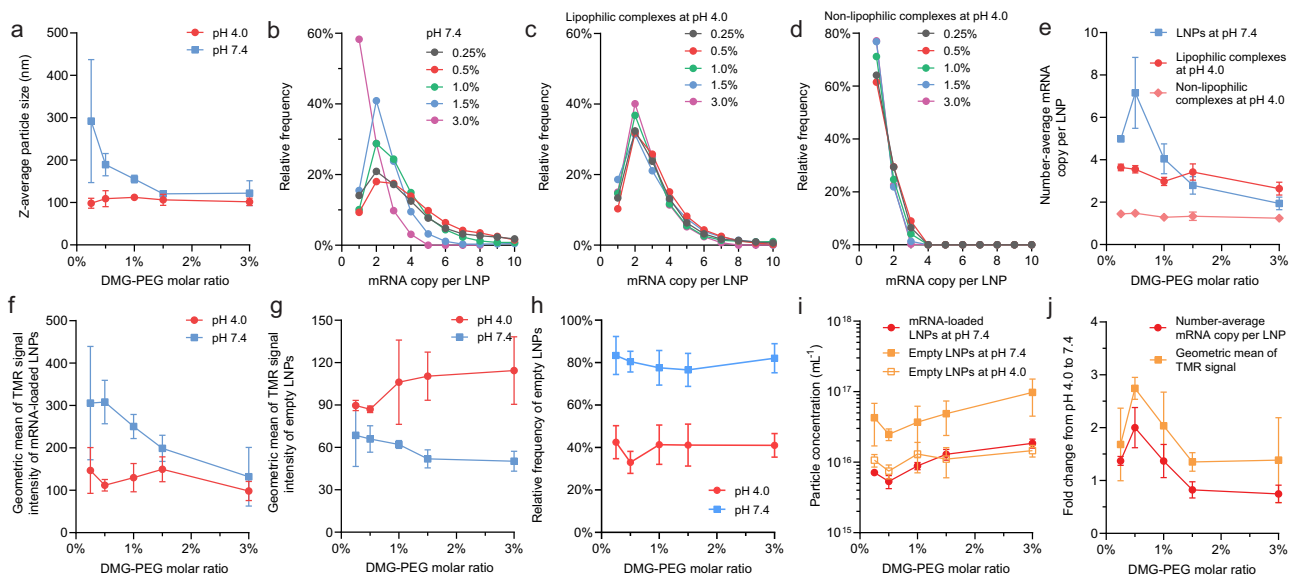 a
Z-average particle size (nm)
500
400
300
200
100
0
pH 4.0
pH 7.4
0%
1%
2%
3%
DMG-PEG molar ratio
b
Relative frequency
60%
40%
20%
0%
pH 7.4
0.25%
0.5%
1.0%
1.5%
3.0%
0 2 4 6 8 10
mRNA copy per LNP
c
Lipophilic complexes at pH 4.0
Relative frequency
60%
40%
20%
0%
0.25%
0.5%
1.0%
1.5%
3.0%
0 2 4 6 8 10
mRNA copy per LNP
d
Non-lipophilic complexes at pH 4.0
Relative frequency
80%
60%
40%
20%
0%
0.25%
0.5%
1.0%
1.5%
3.0%
0 2 4 6 8 10
mRNA copy per LNP
e
Number-average mRNA
copy per LNP
10
8
6
4
2
0
LNPs at pH 7.4
Lipophilic complexes
at pH 4.0
Non-lipophilic
complexes at pH 4.0
0% 1% 2% 3%
DMG-PEG molar ratio
f
Geometric mean of TMR signal
intensity of mRNA-loaded LNPs
500
400
300
200
100
0
pH 4.0
pH 7.4
0% 1% 2% 3%
DMG-PEG molar ratio
g
Geometric mean of TMR signal
intensity of empty LNPs
150
120
90
60
30
0
pH 4.0
pH 7.4
0% 1% 2% 3%
DMG-PEG molar ratio
h
Relative frequency of empty LNPs
100%
80%
60%
40%
20%
0%
pH 4.0
pH 7.4
0% 1% 2% 3%
DMG-PEG molar ratio
i
Particle concentration (mL⁻¹)
10¹⁸
10¹⁷
10¹⁶
10¹⁵
mRNA-loaded
LNPs at pH 7.4
Empty LNPs at pH 7.4
Empty LNPs at pH 4.0
0% 1% 2% 3%
DMG-PEG molar ratio
j
Fold change from pH 4.0 to 7.4
4
3
2
1
0
Number-average
mRNA copy per LNP
Geometric mean of
TMR signal
0% 1% 2% 3%
DMG-PEG molar ratio